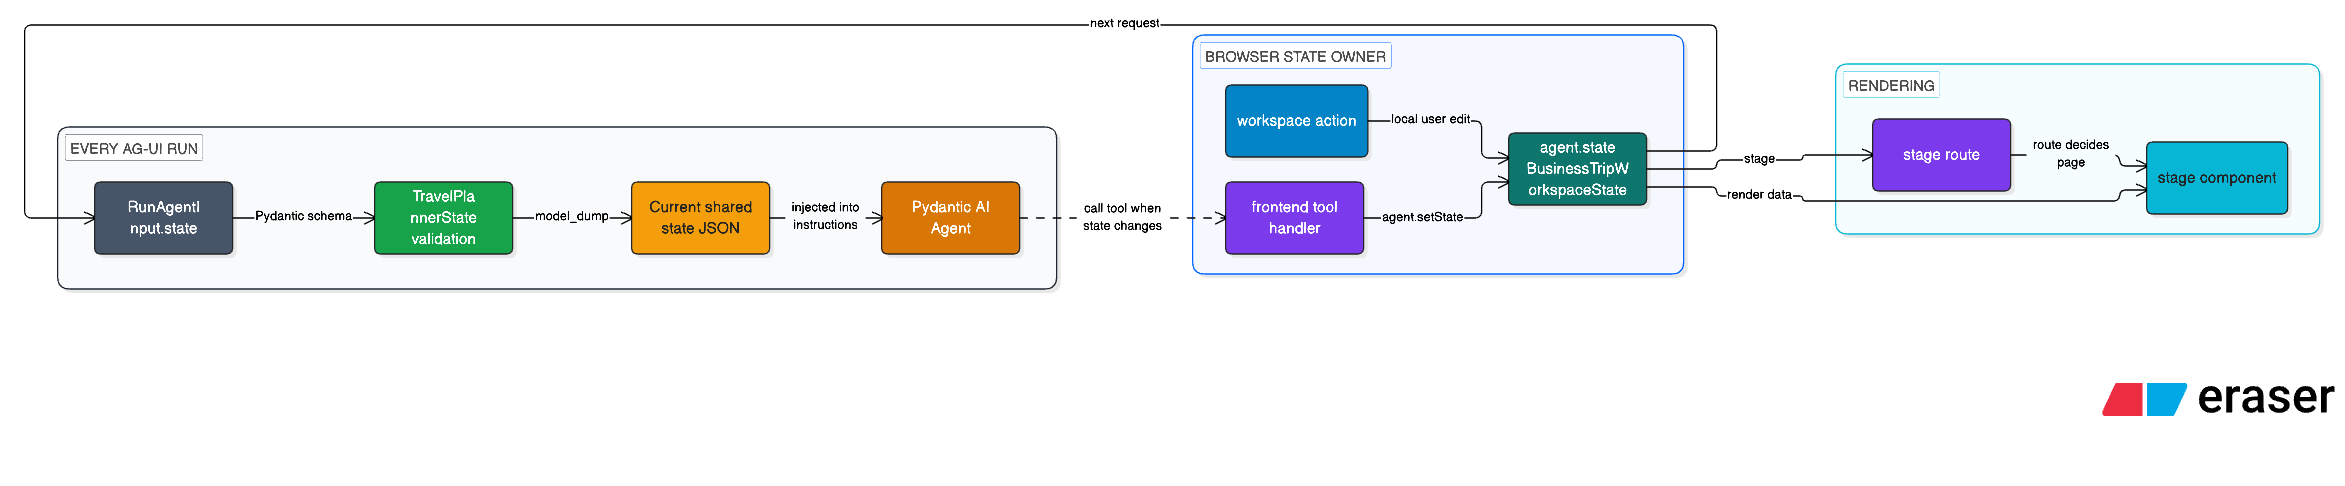 next request
BROWSER STATE OWNER
RENDERING
workspace action
local user edit
EVERY AG-UI RUN
agent.state
BusinessTripW
orkspaceState
stage
stage route
route decides
page
stage component
RunAgentI
nput.state
Pydantic schema
TravelPla
nnerState
validation
model_dump
Current shared
state JSON
injected into
instructions
Pydantic AI
Agent
call tool when
state changes
frontend tool
handler
agent.setState
render data
eraser